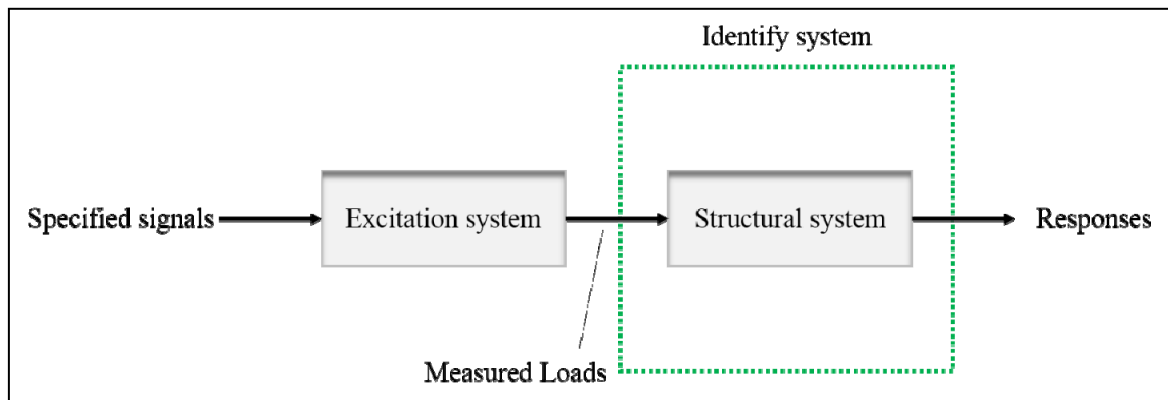 Identify system
Specified signals
Excitation system
Structural system
Responses
Measured Loads